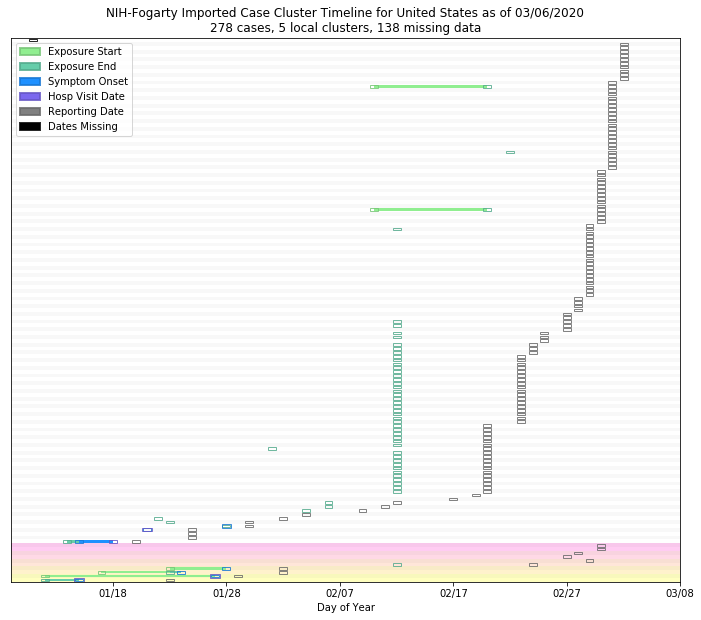 NIH-Fogarty Imported Case Cluster Timeline for United States as of 03/06/2020
278 cases, 5 local clusters, 138 missing data
Exposure Start
Exposure End
Symptom Onset
Hosp Visit Date
Reporting Date
Dates Missing
01/18 01/28 02/07 02/17 02/27 03/08
Day of Year